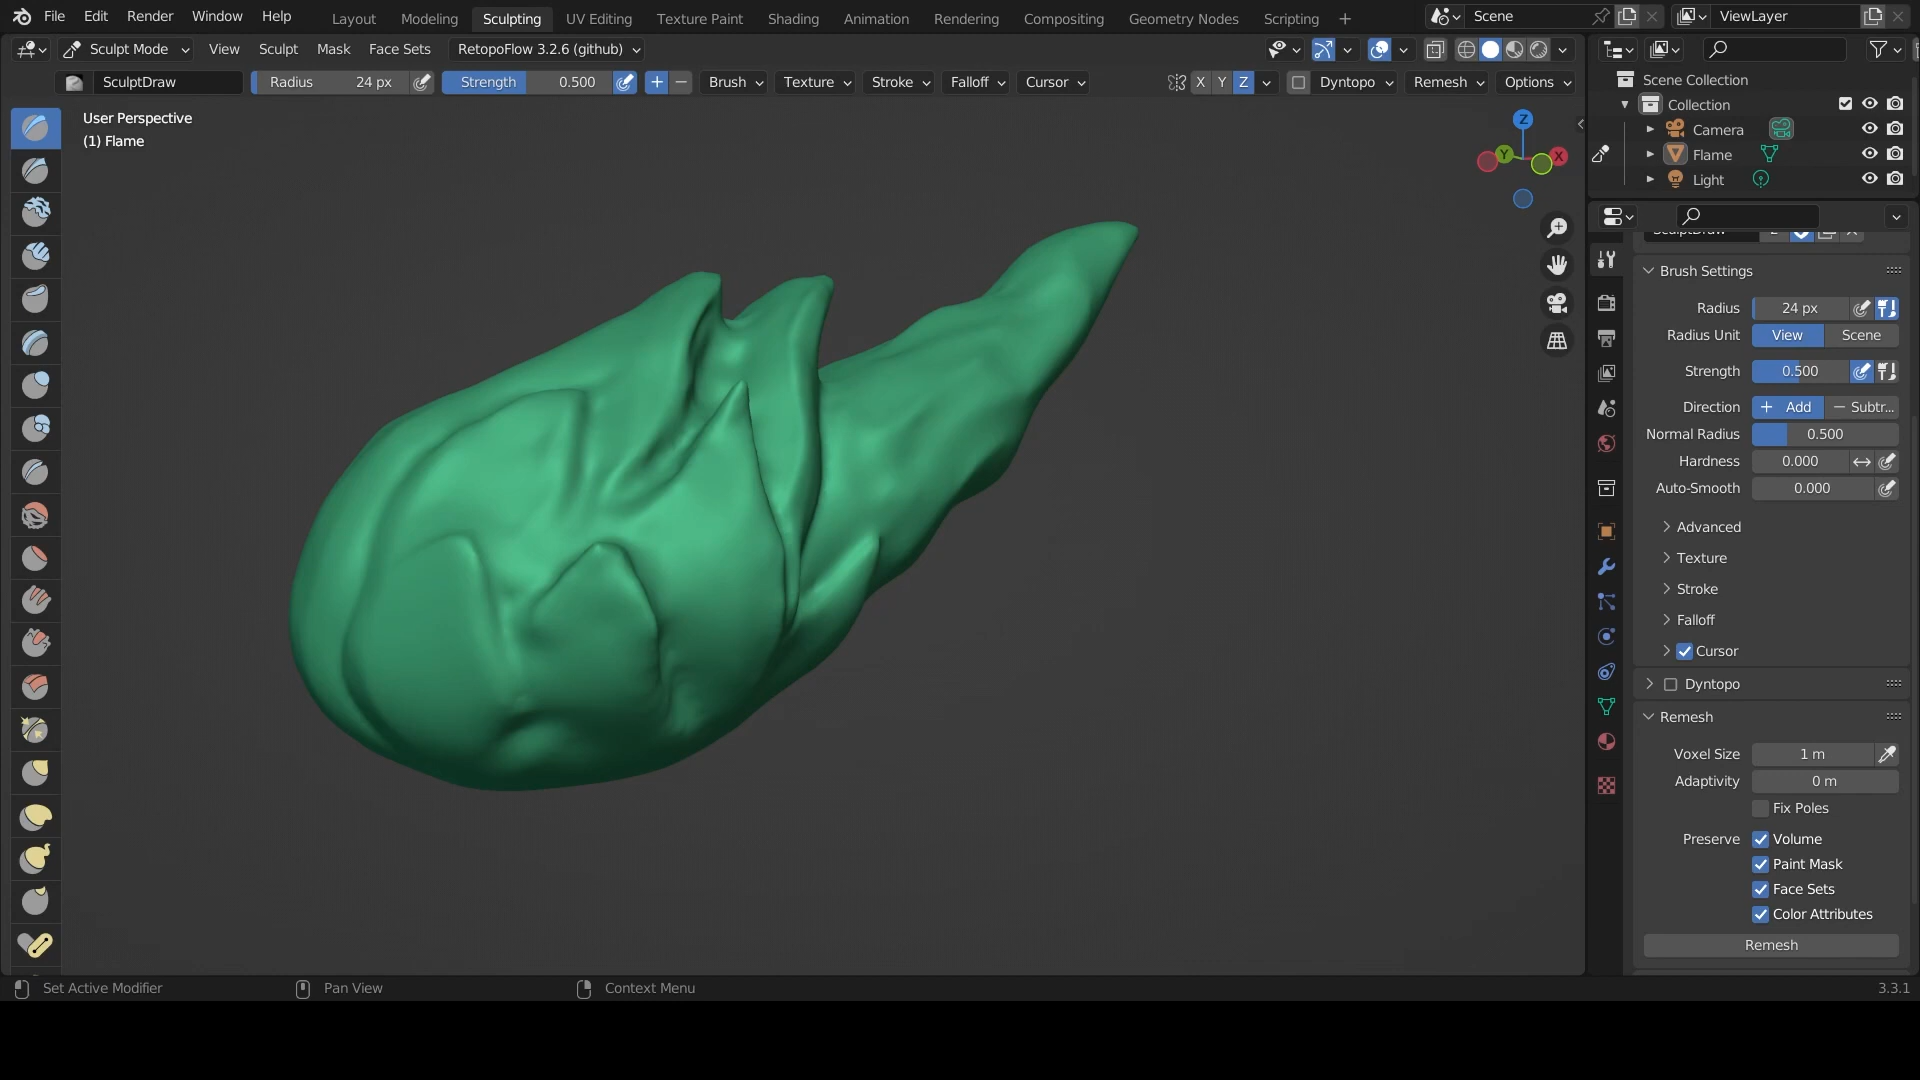 File Edit Render Window Help Layout Modeling Sculpting UV Editing Texture Paint Shading Animation Rendering Compositing Geometry Nodes Scripting + Scene ViewLayer
Sculpt Mode View Sculpt Mask Face Sets RetopoFlow 3.2.6 (github)
SculptDraw Radius 24 px Strength 0.500 + − Brush Texture Stroke Falloff Cursor X Y Z Dyntopo Remesh Options
User Perspective
(1) Flame
Z
Y
X
Scene Collection
Collection
Camera
Flame
Light
SculptDraw 2
Brush Settings
Radius 24 px
Radius Unit View Scene
Strength 0.500
Direction + Add − Subtr...
Normal Radius 0.500
Hardness 0.000
Auto-Smooth 0.000
Advanced
Texture
Stroke
Falloff
Cursor
Dyntopo
Remesh
Voxel Size 1 m
Adaptivity 0 m
Fix Poles
Preserve Volume
Paint Mask
Face Sets
Color Attributes
Remesh
Set Active Modifier Pan View Context Menu 3.3.1